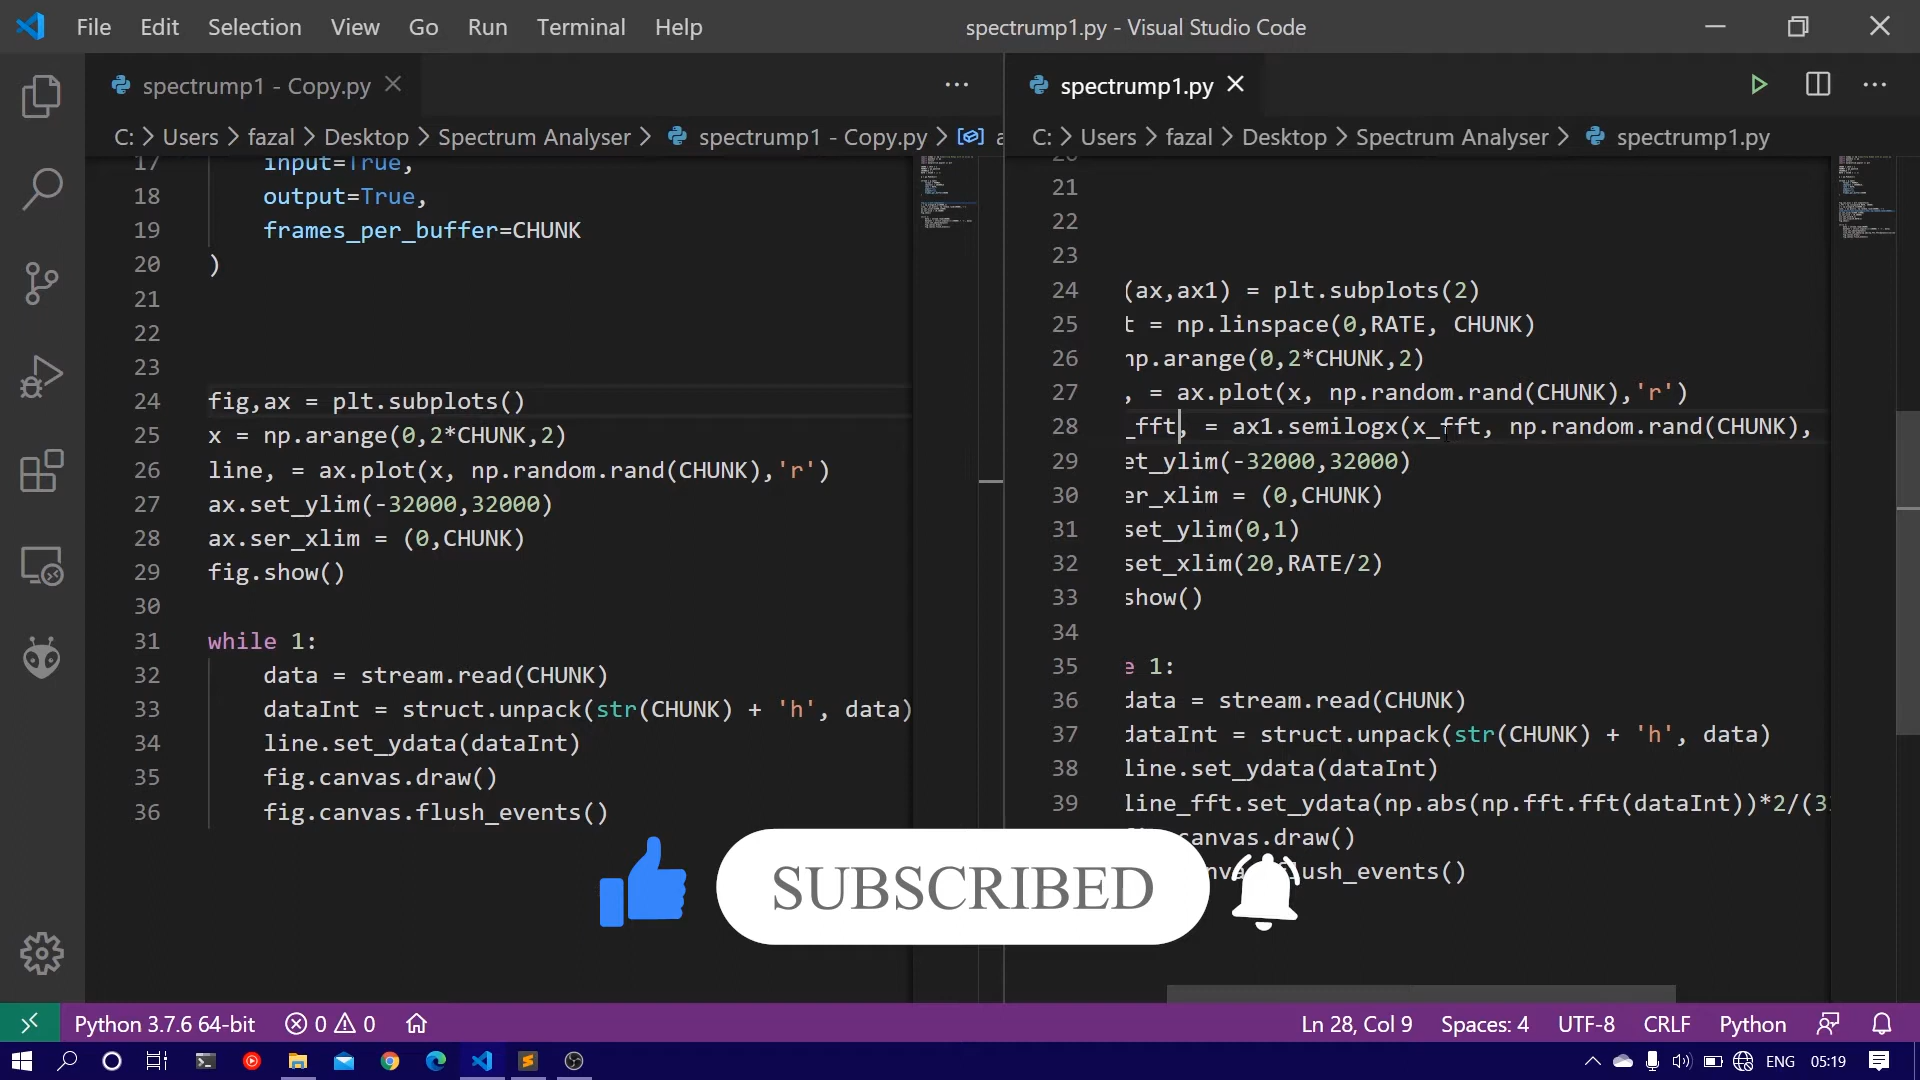 File Edit Selection View Go Run Terminal Help
spectrump1.py - Visual Studio Code
spectrump1 - Copy.py
C: > Users > fazal > Desktop > Spectrum Analyser > spectrump1 - Copy.py >
17 input=True,
18 output=True,
19 frames_per_buffer=CHUNK
20 )
21
22
23
24 fig,ax = plt.subplots()
25 x = np.arange(0,2*CHUNK,2)
26 line, = ax.plot(x, np.random.rand(CHUNK),'r')
27 ax.set_ylim(-32000,32000)
28 ax.ser_xlim = (0,CHUNK)
29 fig.show()
30
31 while 1:
32 data = stream.read(CHUNK)
33 dataInt = struct.unpack(str(CHUNK) + 'h', data)
34 line.set_ydata(dataInt)
35 fig.canvas.draw()
36 fig.canvas.flush_events()
spectrump1.py
C: > Users > fazal > Desktop > Spectrum Analyser > spectrump1.py
21
22
23
24 (ax,ax1) = plt.subplots(2)
25 t = np.linspace(0,RATE, CHUNK)
26 np.arange(0,2*CHUNK,2)
27 , = ax.plot(x, np.random.rand(CHUNK),'r')
28 _fft, = ax1.semilogx(x_fft, np.random.rand(CHUNK),
29 et_ylim(-32000,32000)
30 er_xlim = (0,CHUNK)
31 set_ylim(0,1)
32 set_xlim(20,RATE/2)
33 show()
34
35 e 1:
36 data = stream.read(CHUNK)
37 dataInt = struct.unpack(str(CHUNK) + 'h', data)
38 line.set_ydata(dataInt)
39 line_fft.set_ydata(np.abs(np.fft.fft(dataInt))*2/(3
canvas.draw()
lush_events()
SUBSCRIBED
Python 3.7.6 64-bit 0 0
Ln 28, Col 9 Spaces: 4 UTF-8 CRLF Python
ENG 05:19